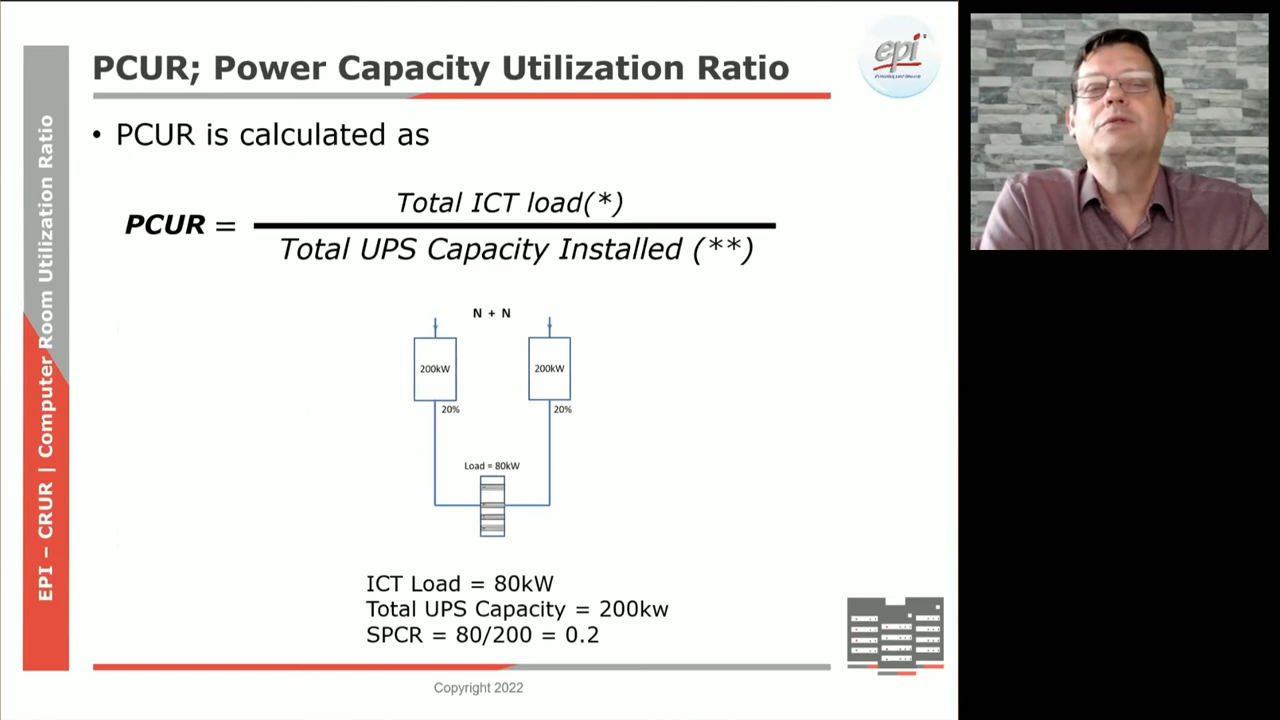 PCUR; Power Capacity Utilization Ratio
epi
• PCUR is calculated as
Total ICT load(*)
PCUR =
Total UPS Capacity Installed (**)
N + N
200kW
200kW
20%
20%
Load = 80kW
ICT Load = 80kW
Total UPS Capacity = 200kw
SPCR = 80/200 = 0.2
Copyright 2022
EPI – CRUR | Computer Room Utilization Ratio